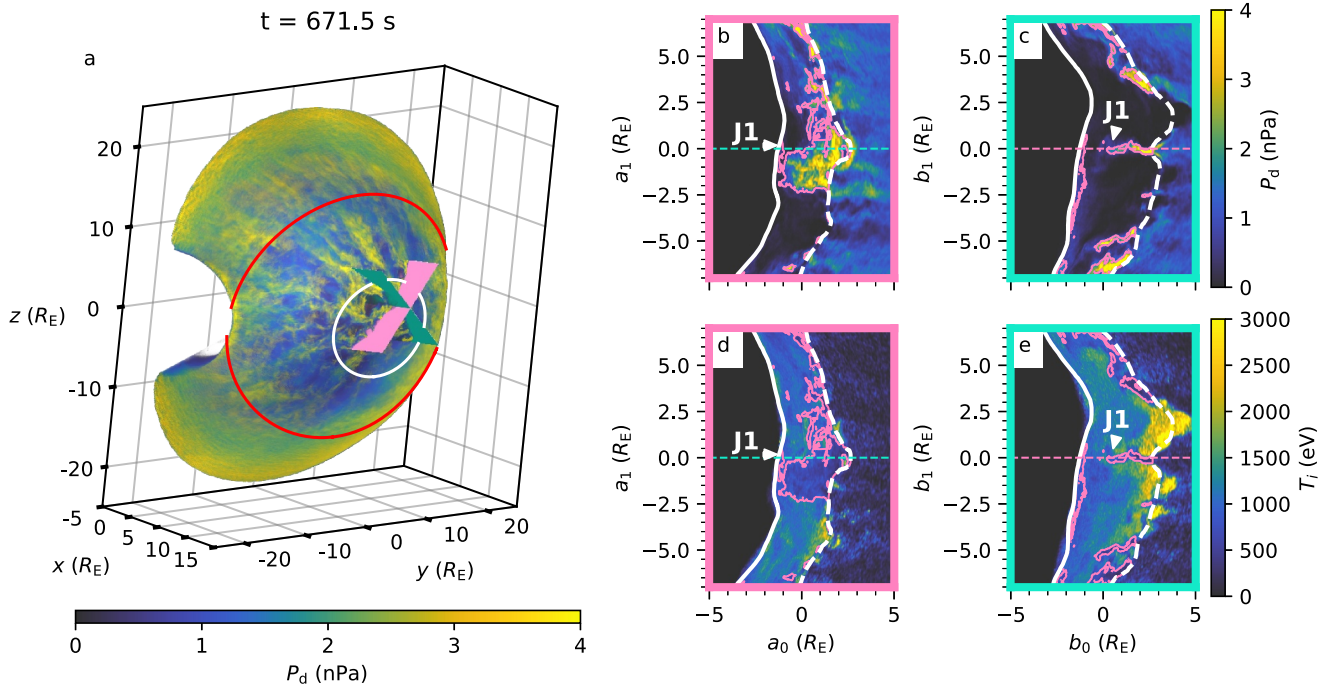 t = 671.5 s
a
20
10
0
-10
-20
z (R_E)
-5
0
5
10
15
x (R_E)
-20
-10
0
10
20
y (R_E)
0 1 2 3 4
P_d (nPa)
b
5.0
2.5
0.0
−2.5
−5.0
a_1 (R_E)
J1
c
5.0
2.5
0.0
−2.5
−5.0
b_1 (R_E)
J1
4
3
2
1
0
P_d (nPa)
d
5.0
2.5
0.0
−2.5
−5.0
a_1 (R_E)
J1
−5 0 5
a_0 (R_E)
e
5.0
2.5
0.0
−2.5
−5.0
b_1 (R_E)
J1
−5 0 5
b_0 (R_E)
3000
2500
2000
1500
1000
500
0
T_i (eV)